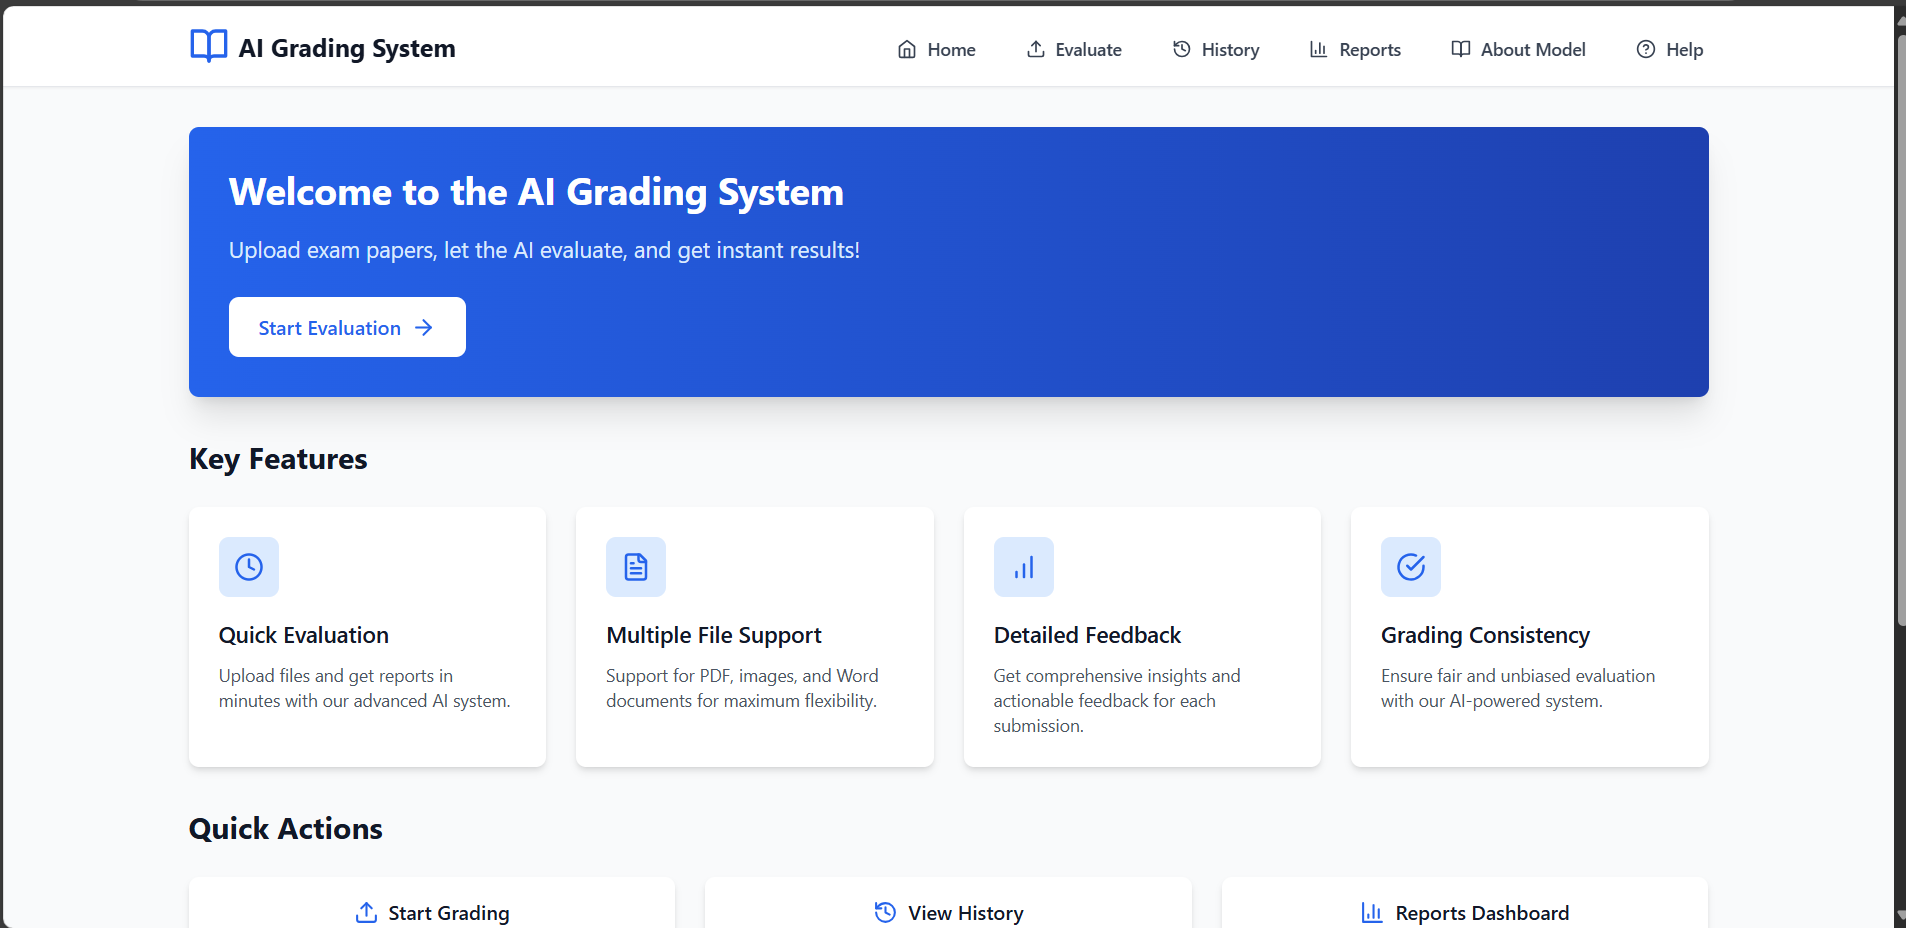 AI Grading System
Home
Evaluate
History
Reports
About Model
Help
Welcome to the AI Grading System
Upload exam papers, let the AI evaluate, and get instant results!
Start Evaluation
Key Features
Quick Evaluation
Upload files and get reports in
minutes with our advanced AI system.
Multiple File Support
Support for PDF, images, and Word
documents for maximum flexibility.
Detailed Feedback
Get comprehensive insights and
actionable feedback for each
submission.
Grading Consistency
Ensure fair and unbiased evaluation
with our AI-powered system.
Quick Actions
Start Grading
View History
Reports Dashboard